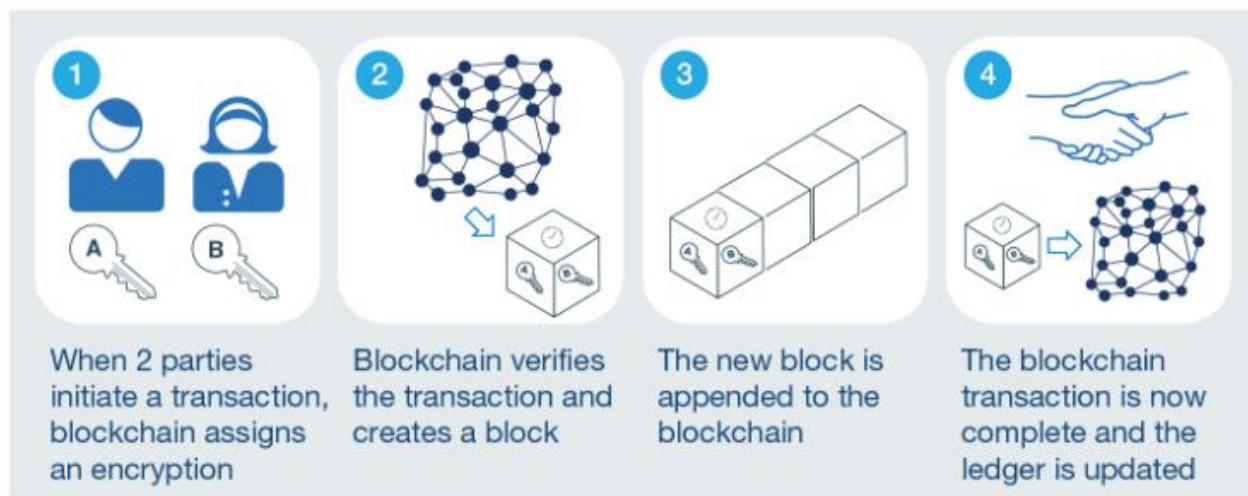 1
A
B
When 2 parties
initiate a transaction,
blockchain assigns
an encryption
2
A
B
Blockchain verifies
the transaction and
creates a block
3
A
B
The new block is
appended to the
blockchain
4
A
B
The blockchain
transaction is now
complete and the
ledger is updated